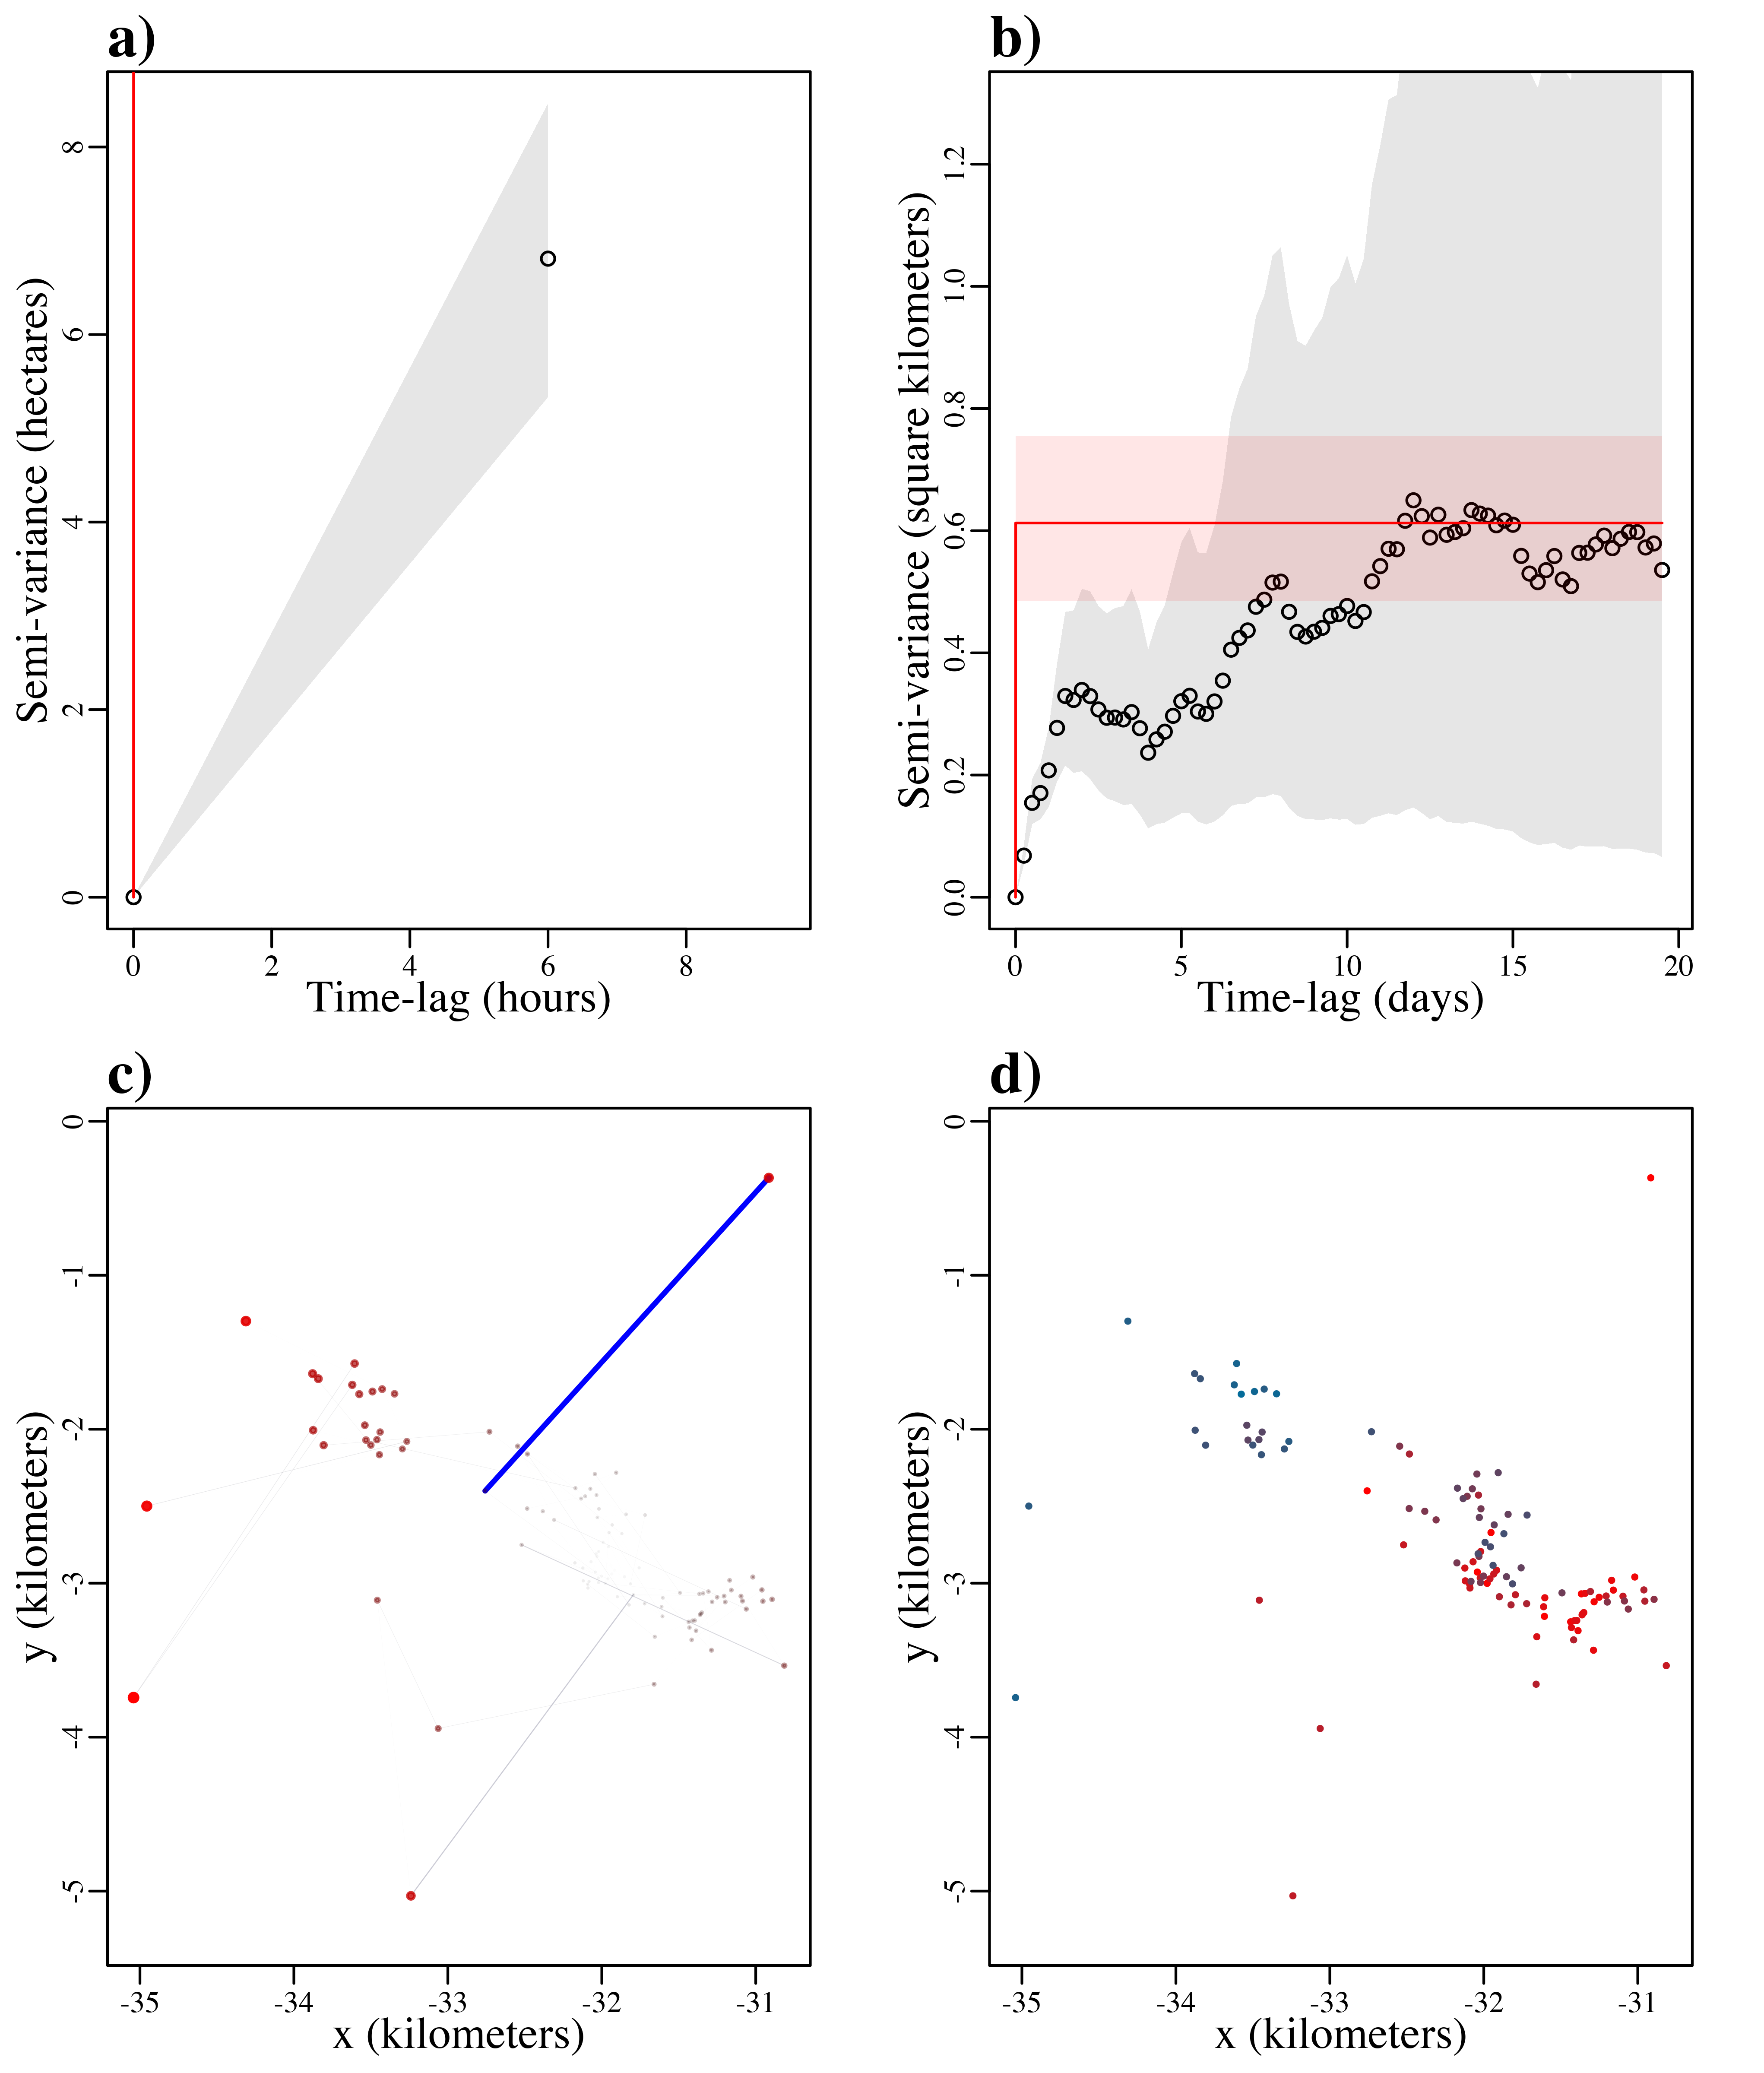 a)
Semi-variance (hectares)
8
6
4
2
0
0 2 4 6 8
Time-lag (hours)
b)
Semi-variance (square kilometers)
1.2
1.0
0.8
0.6
0.4
0.2
0.0
0 5 10 15 20
Time-lag (days)
c)
y (kilometers)
0
-1
-2
-3
-4
-5
-35 -34 -33 -32 -31
x (kilometers)
d)
y (kilometers)
0
-1
-2
-3
-4
-5
-35 -34 -33 -32 -31
x (kilometers)